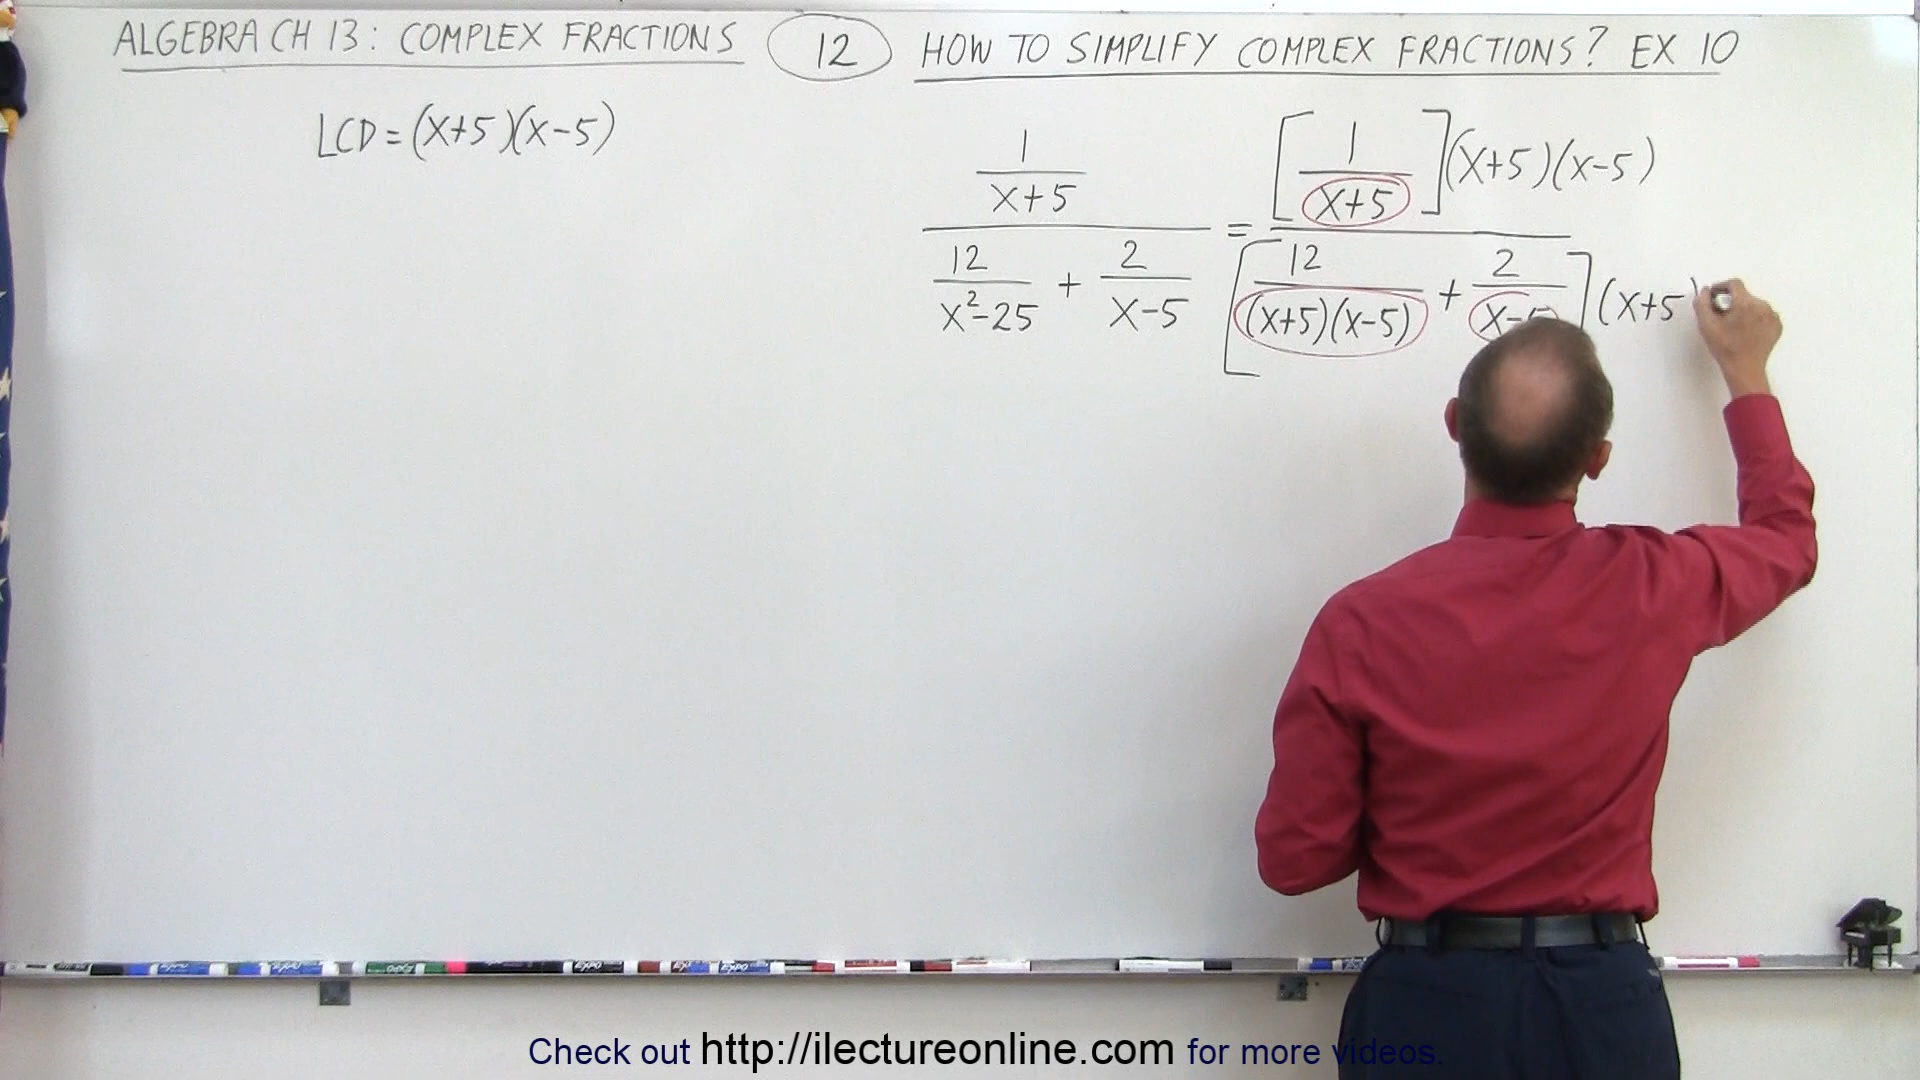 ALGEBRA CH 13: COMPLEX FRACTIONS 12 HOW TO SIMPLIFY COMPLEX FRACTIONS? EX 10
LCD = (X+5)(X-5)
1 [ 1 ] (X+5)(X-5)
X+5 X+5
=
12 + 2 [ 12 + 2 ] (X+5)
X²-25 X-5 (X+5)(X-5) X-5
Check out http://ilectureonline.com for more videos.